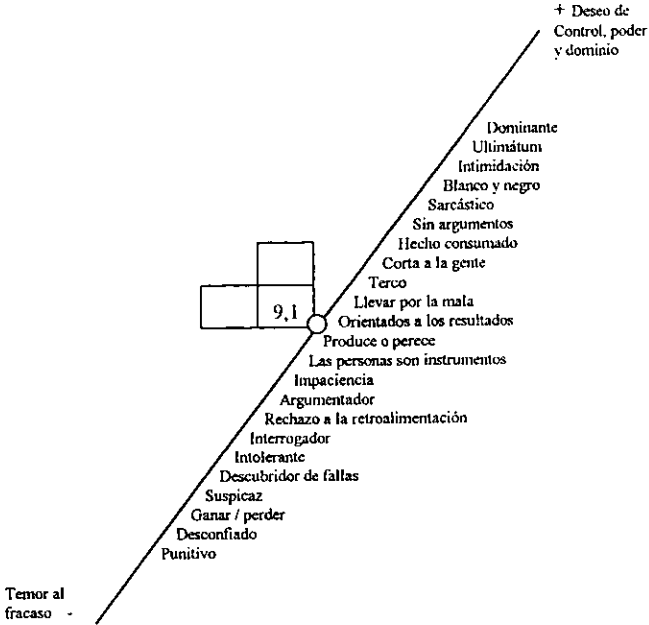 + Deseo de
Control, poder
y dominio
Dominante
Ultimátum
Intimidación
Blanco y negro
Sarcástico
Sin argumentos
Hecho consumado
Corta a la gente
Terco
Llevar por la mala
9,1
Orientados a los resultados
Produce o perece
Las personas son instrumentos
Impaciencia
Argumentador
Rechazo a la retroalimentación
Interrogador
Intolerante
Descubridor de fallas
Suspicaz
Ganar / perder
Desconfiado
Punitivo
Temor al
fracaso -